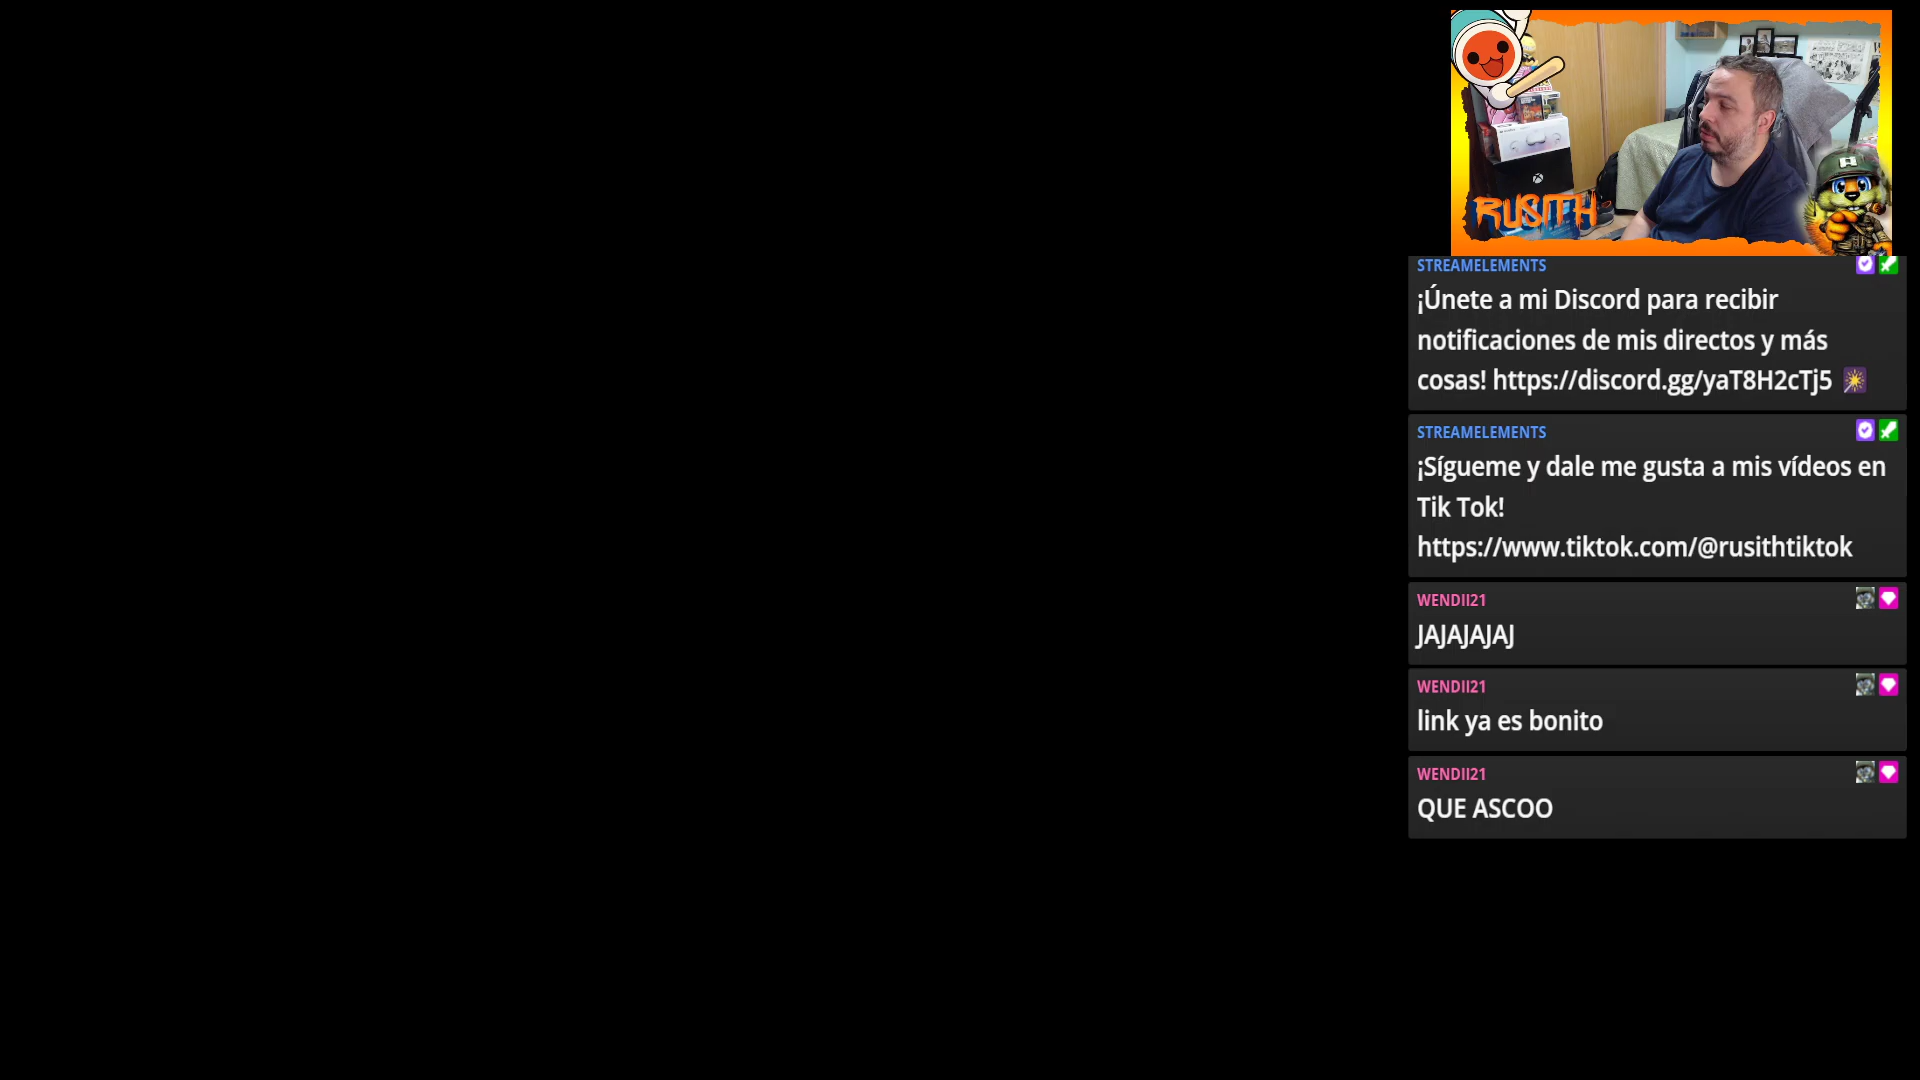 RUSITH
STREAMELEMENTS
¡Únete a mi Discord para recibir
notificaciones de mis directos y más
cosas! https://discord.gg/yaT8H2cTj5
STREAMELEMENTS
¡Sígueme y dale me gusta a mis vídeos en
Tik Tok!
https://www.tiktok.com/@rusithtiktok
WENDII21
JAJAJAJAJ
WENDII21
link ya es bonito
WENDII21
QUE ASCOO